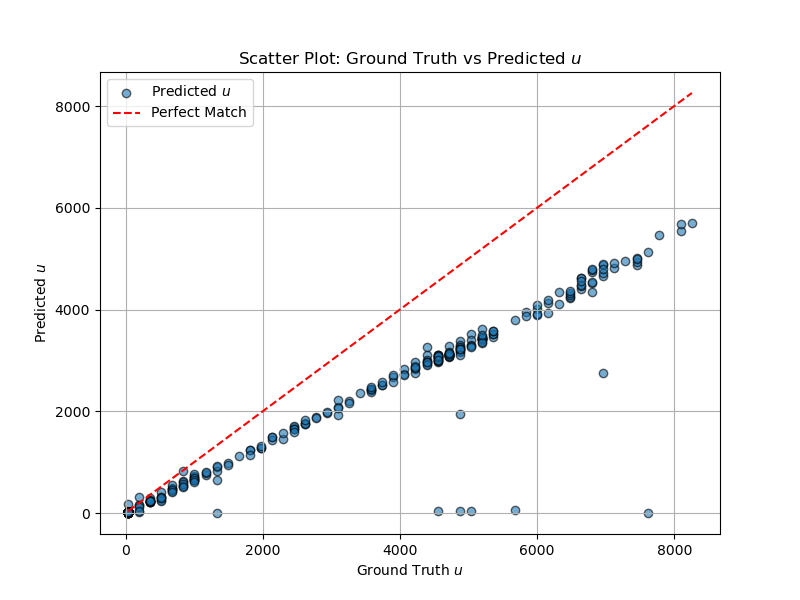 Scatter Plot: Ground Truth vs Predicted u
Predicted u
Perfect Match
8000
6000
4000
2000
0
Predicted u
0 2000 4000 6000 8000
Ground Truth u